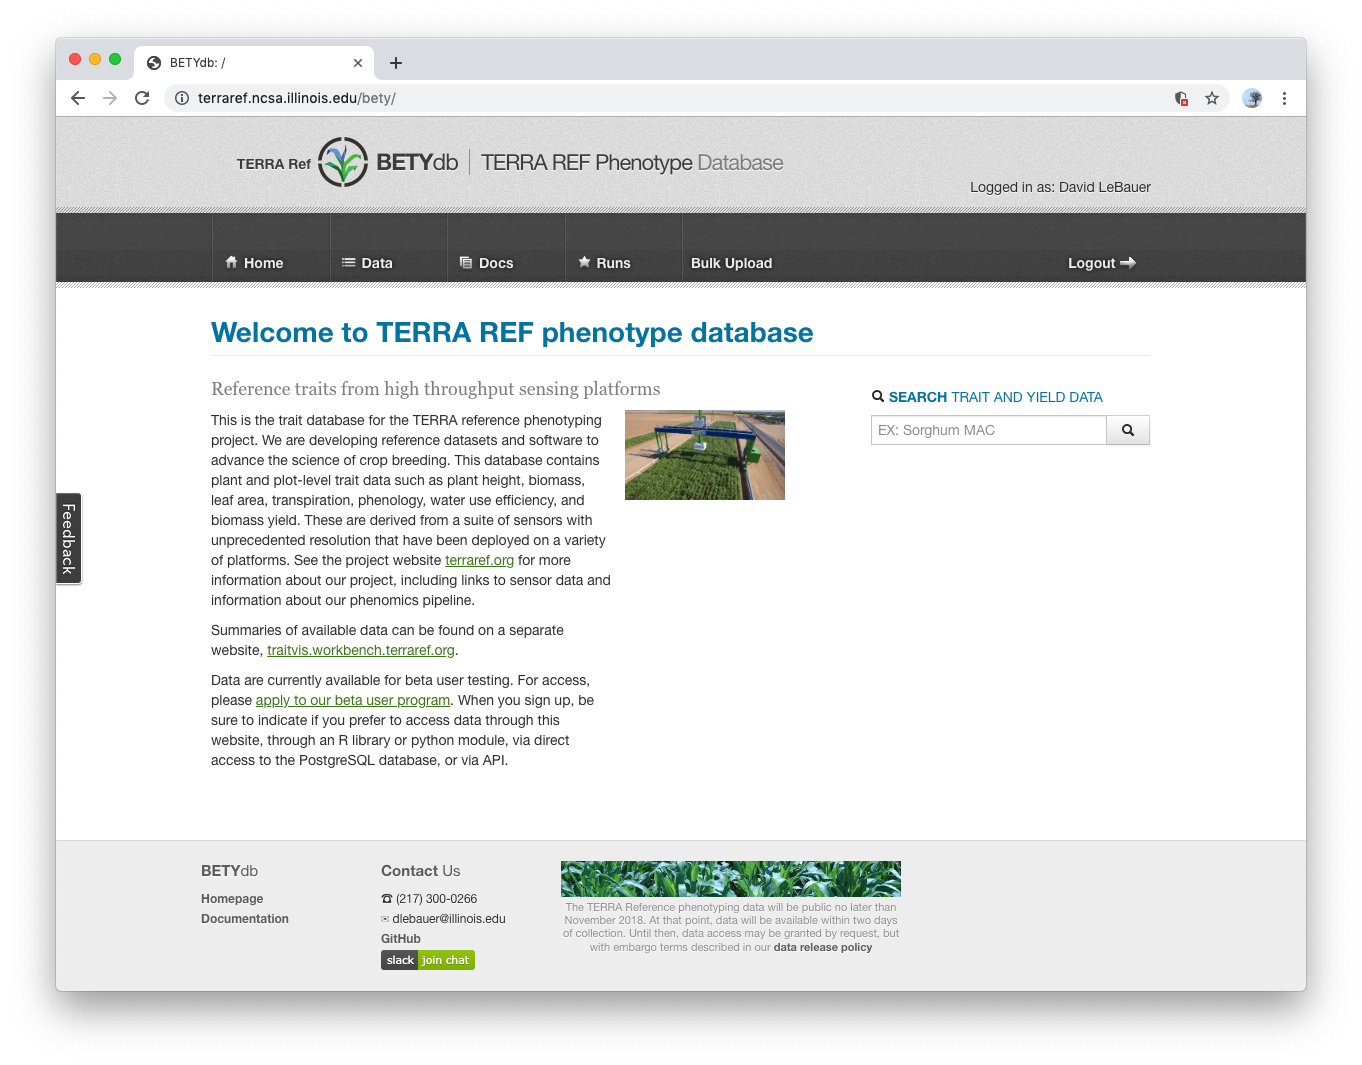 BETYdb: /
terraref.ncsa.illinois.edu/bety/
TERRA Ref BETYdb TERRA REF Phenotype Database
Logged in as: David LeBauer
Home Data Docs Runs Bulk Upload Logout
Welcome to TERRA REF phenotype database
Reference traits from high throughput sensing platforms
This is the trait database for the TERRA reference phenotyping
project. We are developing reference datasets and software to
advance the science of crop breeding. This database contains
plant and plot-level trait data such as plant height, biomass,
leaf area, transpiration, phenology, water use efficiency, and
biomass yield. These are derived from a suite of sensors with
unprecedented resolution that have been deployed on a variety
of platforms. See the project website terraref.org for more
information about our project, including links to sensor data and
information about our phenomics pipeline.
Summaries of available data can be found on a separate
website, traitvis.workbench.terraref.org.
Data are currently available for beta user testing. For access,
please apply to our beta user program. When you sign up, be
sure to indicate if you prefer to access data through this
website, through an R library or python module, via direct
access to the PostgreSQL database, or via API.
SEARCH TRAIT AND YIELD DATA
EX: Sorghum MAC
Feedback
BETYdb
Homepage
Documentation
Contact Us
☎ (217) 300-0266
✉ dlebauer@illinois.edu
GitHub
slack join chat
The TERRA Reference phenotyping data will be public no later than
November 2018. At that point, data will be available within two days
of collection. Until then, data access may be granted by request, but
with embargo terms described in our data release policy